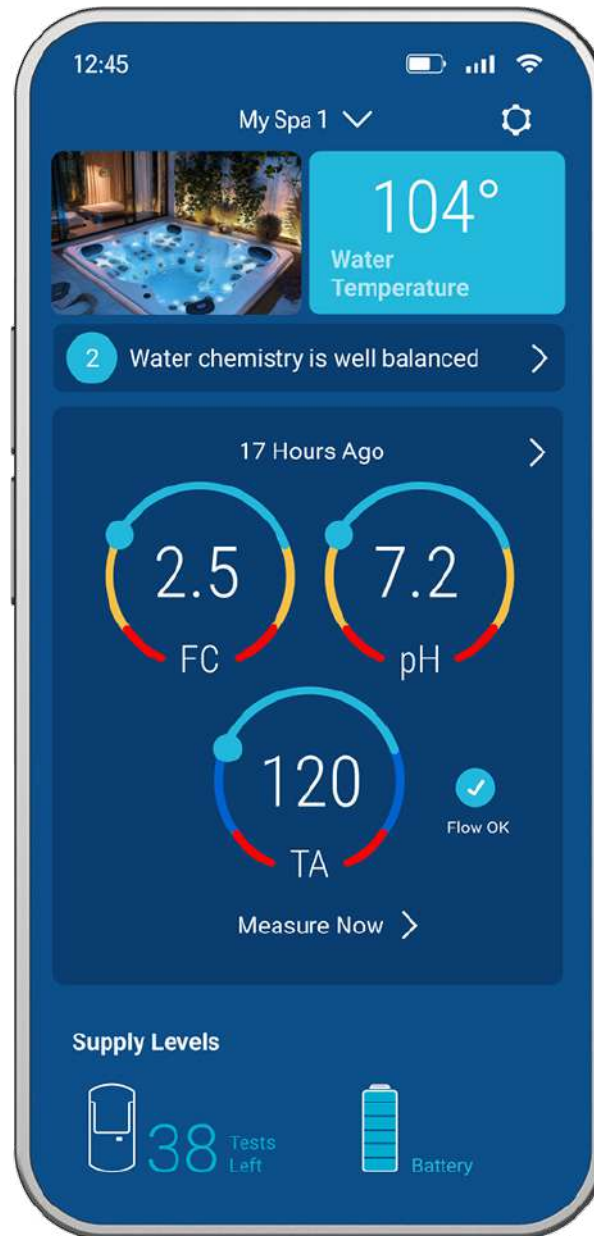 12:45
My Spa 1
104°
Water
Temperature
2 Water chemistry is well balanced
17 Hours Ago
2.5
FC
7.2
pH
120
TA
Flow OK
Measure Now
Supply Levels
38 Tests
Left
Battery